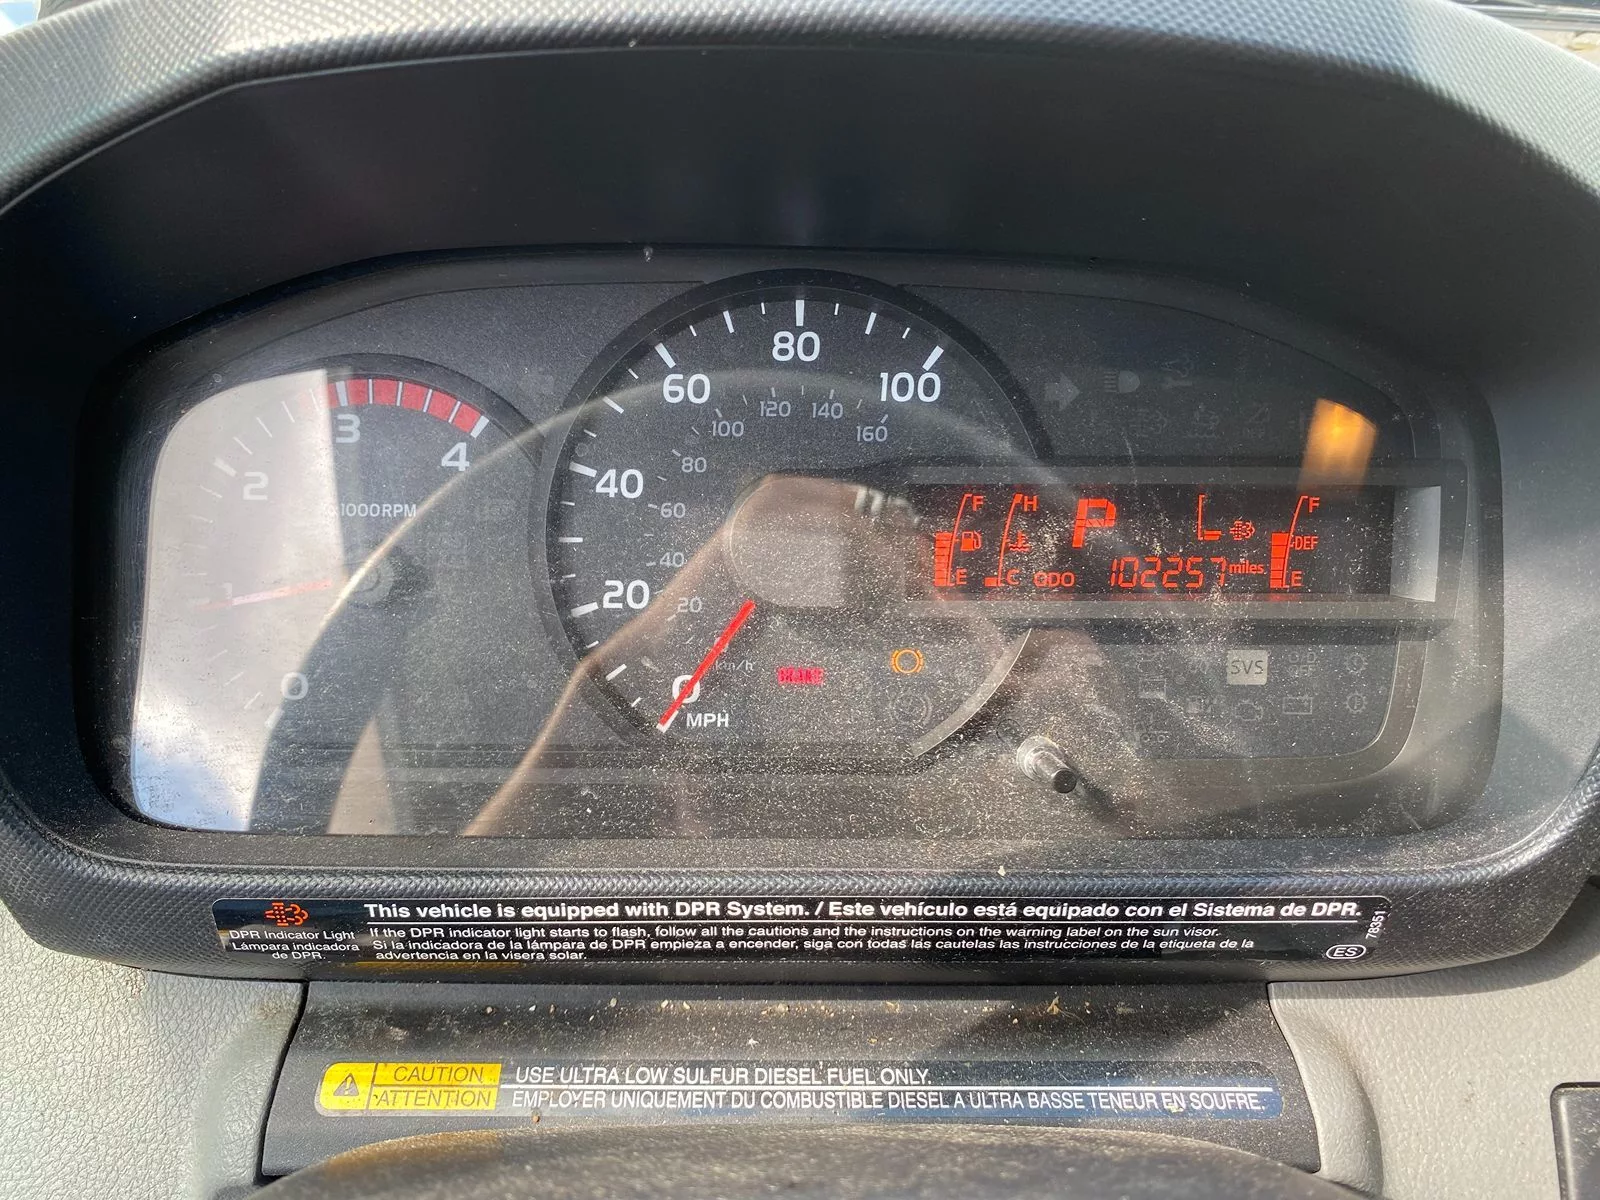 80
60
100
120
140
100
160
3
4
40
80
2
x1000RPM
60
F
H
P
F
40
DEF
1
20
20
E
C
ODO
102257 miles
E
km/h
BRAKE
SVS
0
0
MPH
This vehicle is equipped with DPR System. / Este vehículo está equipado con el Sistema de DPR.
DPR Indicator Light
Lámpara indicadora
de DPR.
If the DPR indicator light starts to flash, follow all the cautions and the instructions on the warning label on the sun visor.
Si la indicadora de la lámpara de DPR empieza a encender, siga con todas las cautelas las instrucciones de la etiqueta de la
advertencia en la visera solar.
ES
78351
CAUTION
USE ULTRA LOW SULFUR DIESEL FUEL ONLY.
ATTENTION
EMPLOYER UNIQUEMENT DU COMBUSTIBLE DIESEL A ULTRA BASSE TENEUR EN SOUFRE.